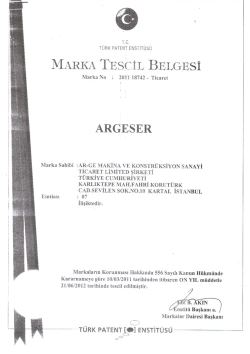 T.C.
TÜRK PATENT ENSTİTÜSÜ
MARKA TESCİL BELGESİ
Marka No : 2011 18742 - Ticaret
ARGESER
Marka Sahibi : AR-GE MAKİNA VE KONSTRÜKSİYON SANAYİ
TİCARET LİMİTED ŞİRKETİ
TÜRKİYE CUMHURİYETİ
KARLIKTEPE MAH.FAHRİ KORUTÜRK
CAD.SEVİLEN SOK.NO.10 KARTAL İSTANBUL
Emtiası : 07
İlişiktedir.
Markaların Korunması Hakkında 556 Sayılı Kanun Hükmünde
Kararnameye göre 10/03/2011 tarihinden itibaren ON YIL müddetle
21/06/2012 tarihinde tescil edilmiştir.
B. AKIN
Enstitü Başkanı a.
Markalar Dairesi Başkanı
TÜRK PATENT ENSTİTÜSÜ